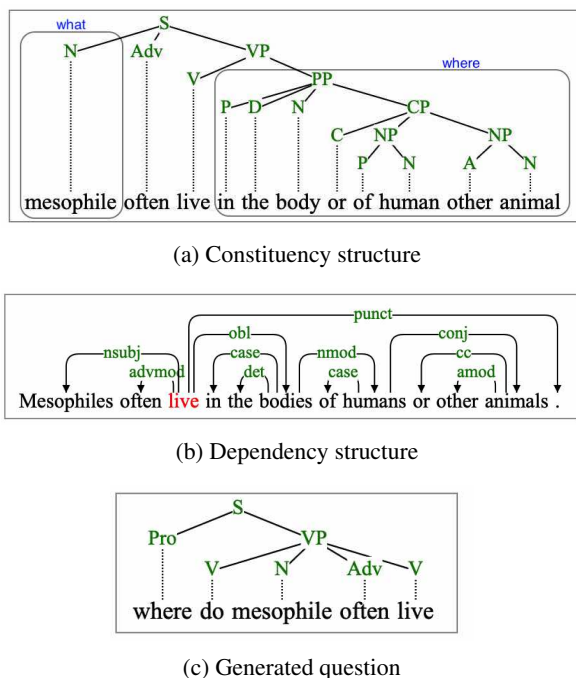 what
S
N Adv VP
where
V PP
P D N CP
C NP NP
P N A N
mesophile often live in the body or of human other animal
(a) Constituency structure
punct
obl conj
nsubj case nmod cc
advmod det case amod
Mesophiles often live in the bodies of humans or other animals .
(b) Dependency structure
S
Pro VP
V N Adv V
where do mesophile often live
(c) Generated question